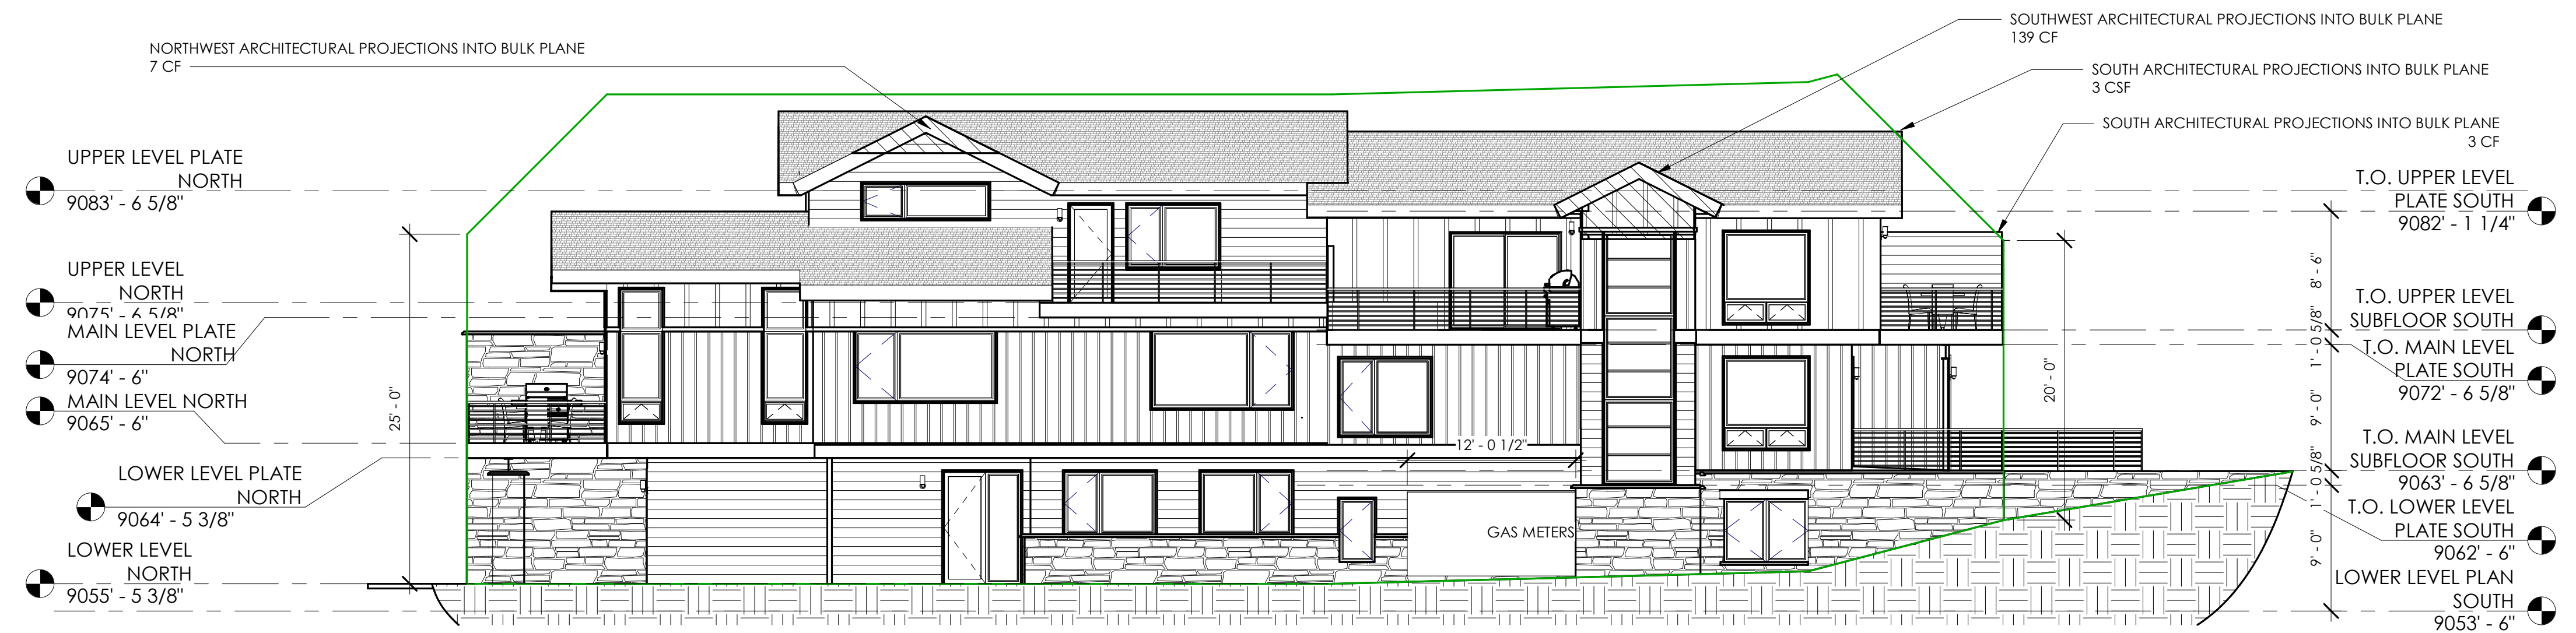 SOUTHWEST ARCHITECTURAL PROJECTIONS INTO BULK PLANE
139 CF
NORTHWEST ARCHITECTURAL PROJECTIONS INTO BULK PLANE
7 CF
SOUTH ARCHITECTURAL PROJECTIONS INTO BULK PLANE
3 CSF
SOUTH ARCHITECTURAL PROJECTIONS INTO BULK PLANE
3 CF
UPPER LEVEL PLATE
NORTH
9083' - 6 5/8"
UPPER LEVEL
NORTH
9075' - 6 5/8"
MAIN LEVEL PLATE
NORTH
9074' - 6"
MAIN LEVEL NORTH
9065' - 6"
LOWER LEVEL PLATE
NORTH
9064' - 5 3/8"
LOWER LEVEL
NORTH
9055' - 5 3/8"
25' - 0"
12' - 0 1/2"
GAS METERS
20' - 0"
8' - 6"
1' - 0 5/8"
9' - 0"
1' - 0 5/8"
9' - 0"
T.O. UPPER LEVEL
PLATE SOUTH
9082' - 1 1/4"
T.O. UPPER LEVEL
SUBFLOOR SOUTH
T.O. MAIN LEVEL
PLATE SOUTH
9072' - 6 5/8"
T.O. MAIN LEVEL
SUBFLOOR SOUTH
9063' - 6 5/8"
T.O. LOWER LEVEL
PLATE SOUTH
9062' - 6"
LOWER LEVEL PLAN
SOUTH
9053' - 6"